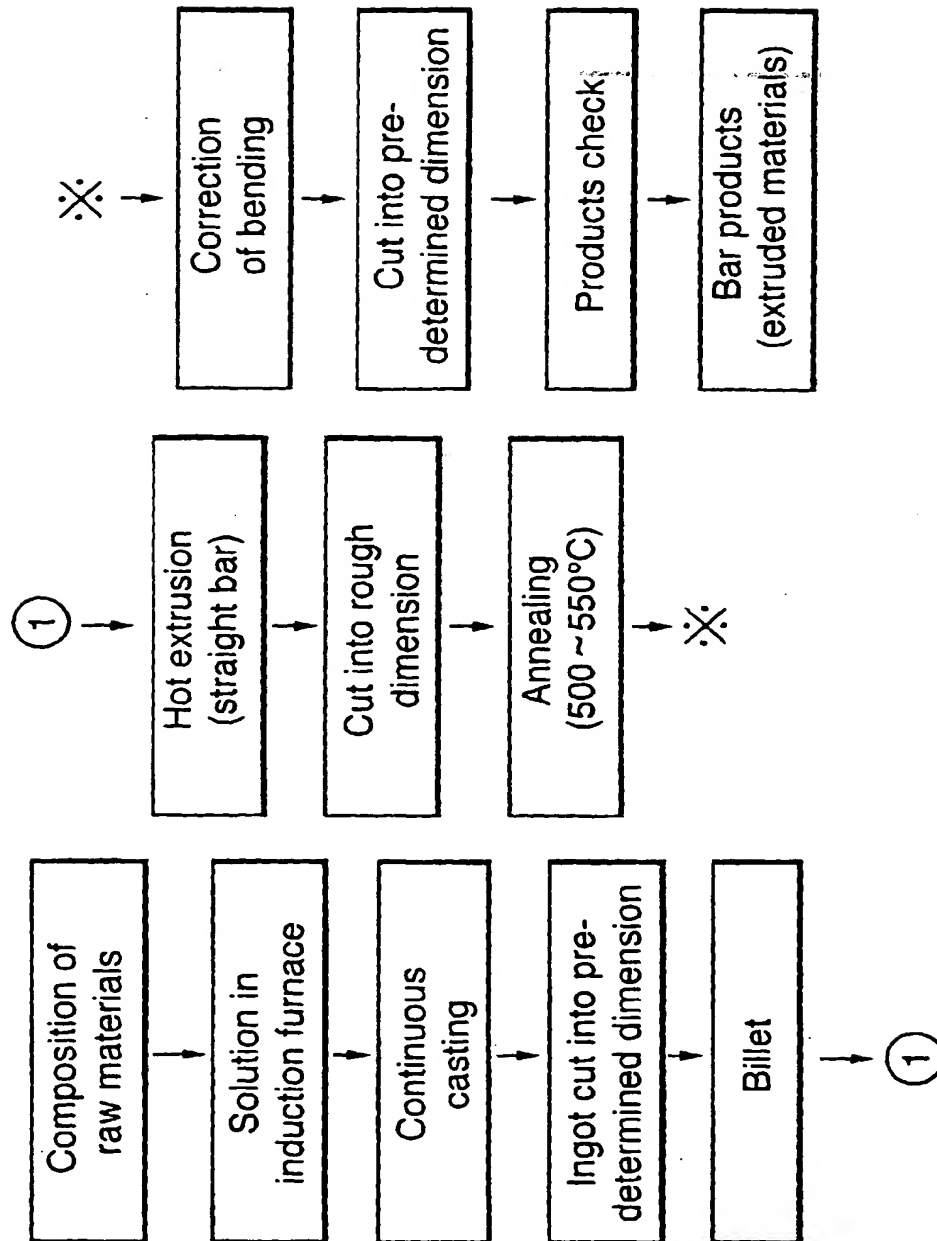 Composition of
raw materials
Solution in
induction furnace
Continuous
casting
Ingot cut into pre-
determined dimension
Billet
1
1
Hot extrusion
(straight bar)
Cut into rough
dimension
Annealing
(500 ~ 550°C)
※
※
Correction
of bending
Cut into pre-
determined dimension
Products check
Bar products
(extruded materials)